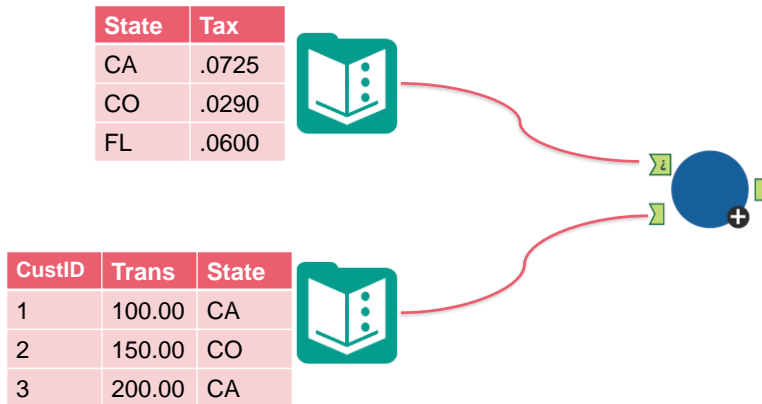 State Tax
CA .0725
CO .0290
FL .0600
¿
CustID Trans State
1 100.00 CA
2 150.00 CO
3 200.00 CA